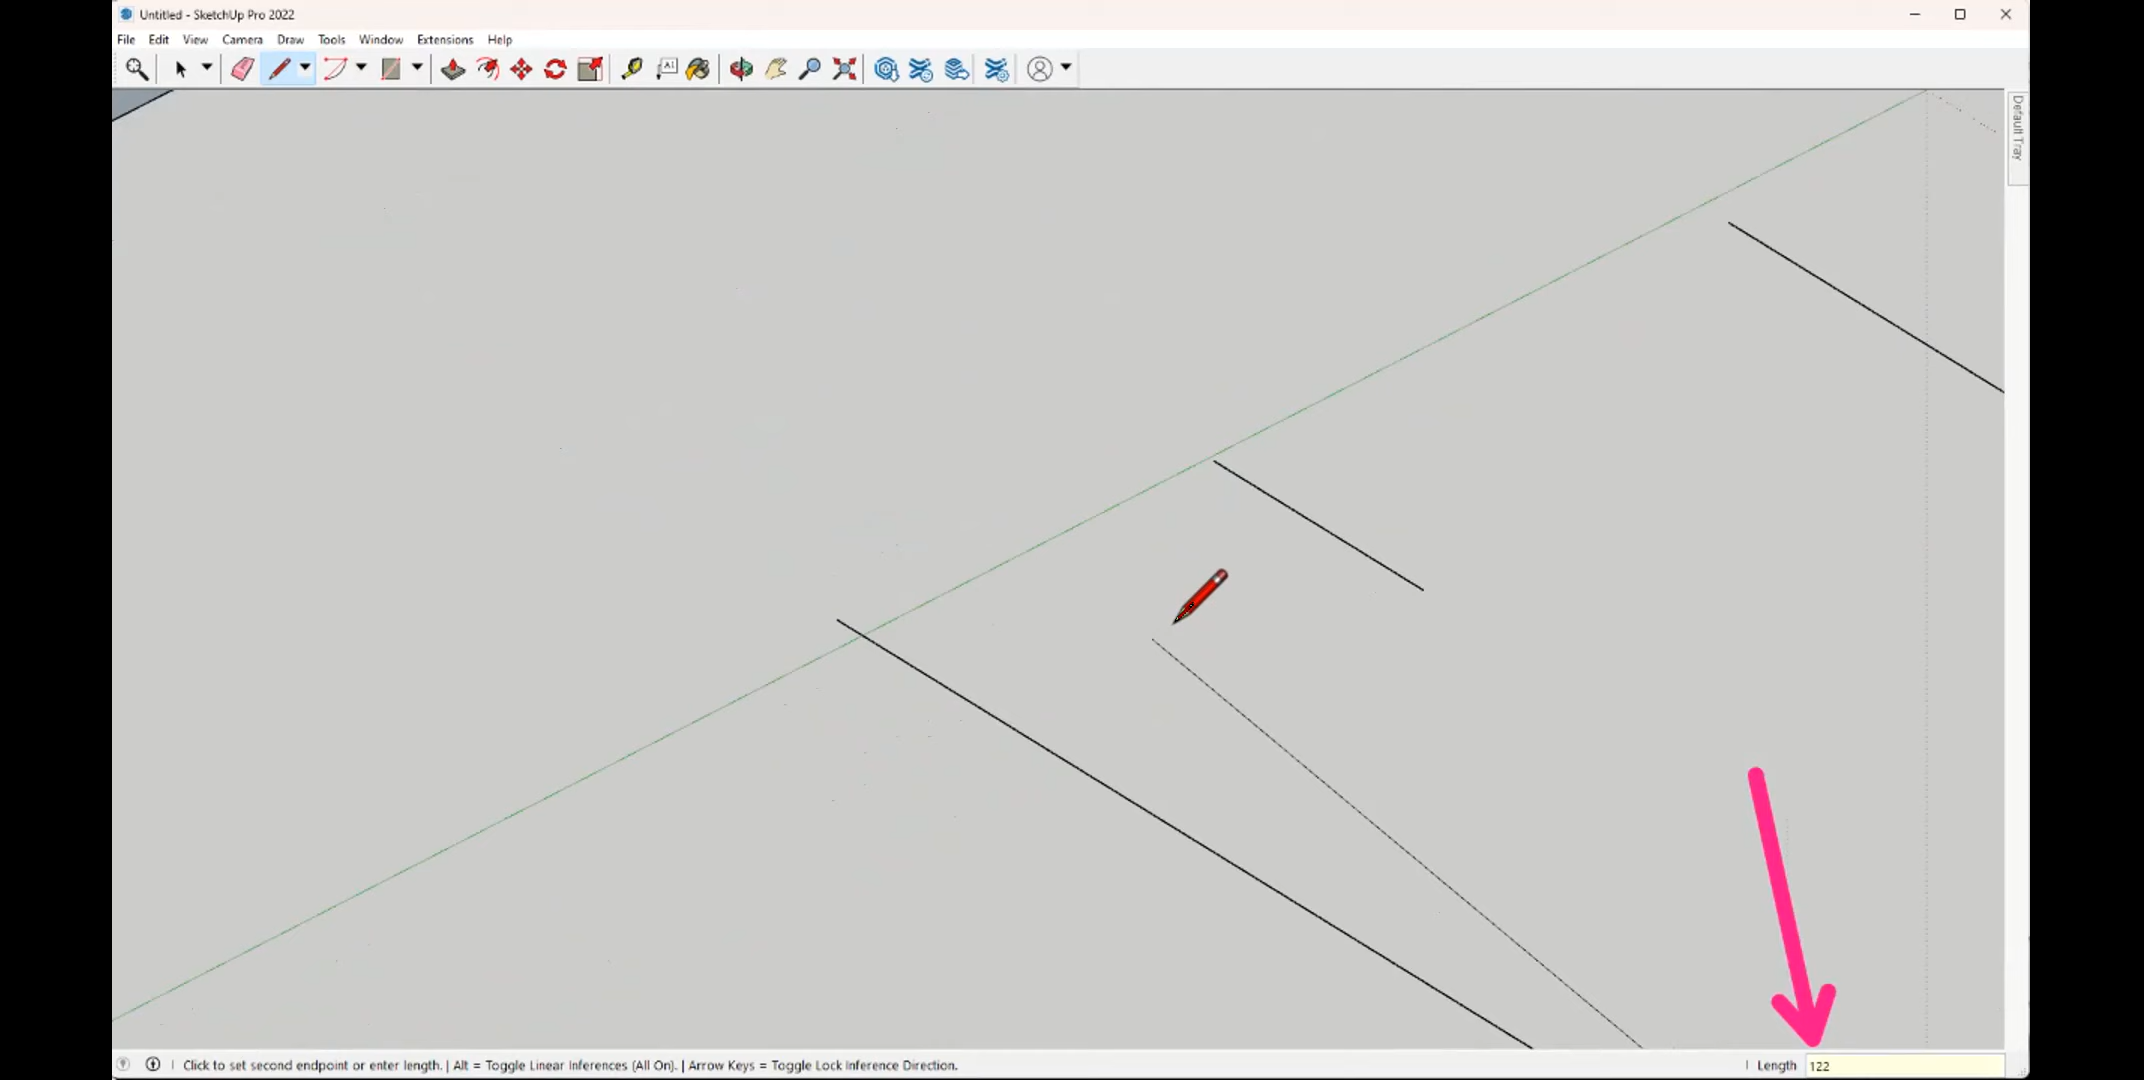 Untitled - SketchUp Pro 2022
File Edit View Camera Draw Tools Window Extensions Help
A1
Default Tray
Click to set second endpoint or enter length. | Alt = Toggle Linear Inferences (All On). | Arrow Keys = Toggle Lock Inference Direction.
Length 122